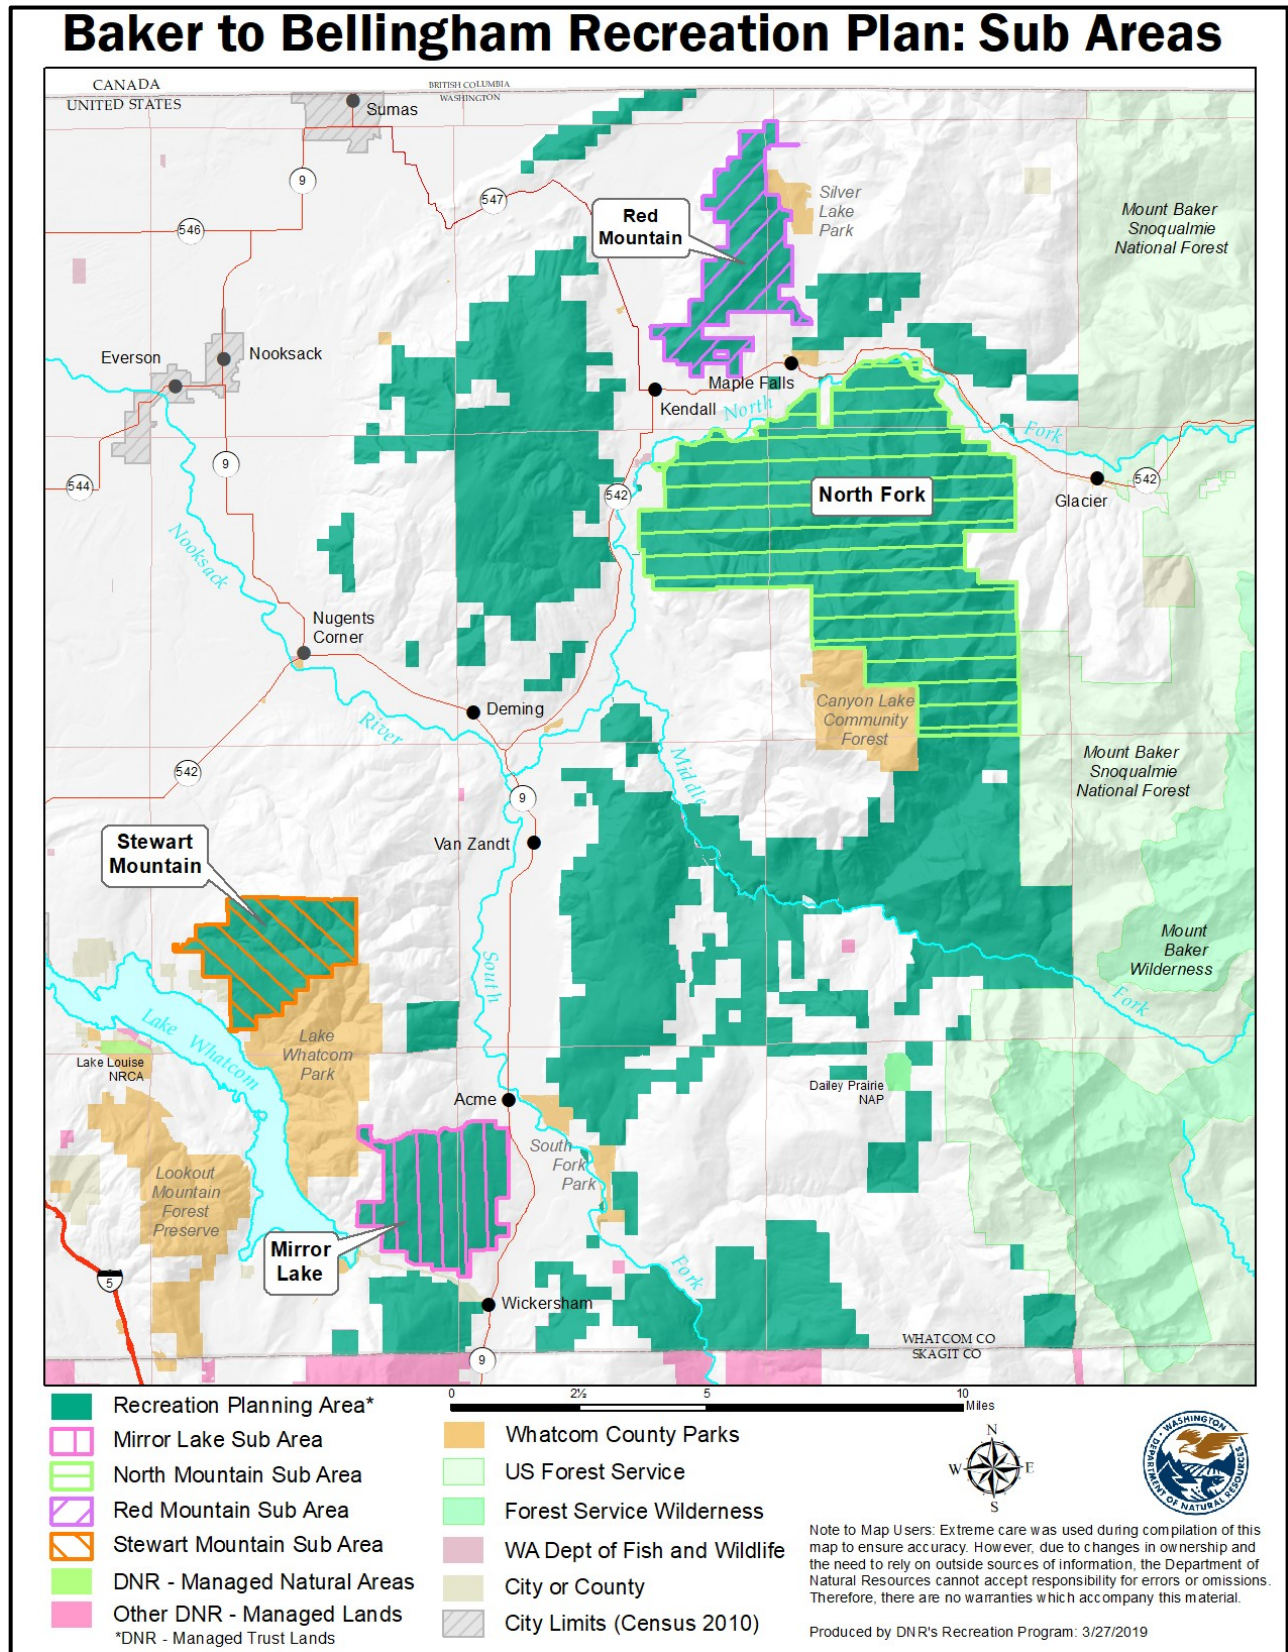 Baker to Bellingham Recreation Plan: Sub Areas
CANADA
UNITED STATES
BRITISH COLUMBIA
WASHINGTON
Sumas
9
547
546
Red
Mountain
Silver
Lake
Park
Mount Baker
Snoqualmie
National Forest
Everson
Nooksack
Maple Falls
Kendall
North
Fork
544
9
542
North Fork
Glacier
542
Nooksack
Nugents
Corner
Deming
River
Canyon Lake
Community
Forest
Middle
Mount Baker
Snoqualmie
National Forest
542
9
Van Zandt
Stewart
Mountain
South
Mount
Baker
Wilderness
Fork
Lake
Whatcom
Lake
Whatcom
Park
Lake Louise
NRCA
Dailey Prairie
NAP
Acme
South
Fork
Park
Lookout
Mountain
Forest
Preserve
Mirror
Lake
5
Fork
Wickersham
WHATCOM CO
SKAGIT CO
9
0
2½
5
10
Miles
Recreation Planning Area*
Mirror Lake Sub Area
North Mountain Sub Area
Red Mountain Sub Area
Stewart Mountain Sub Area
DNR - Managed Natural Areas
Other DNR - Managed Lands
*DNR - Managed Trust Lands
Whatcom County Parks
US Forest Service
Forest Service Wilderness
WA Dept of Fish and Wildlife
City or County
City Limits (Census 2010)
N
W
E
S
WASHINGTON
DEPARTMENT OF NATURAL RESOURCES
Note to Map Users: Extreme care was used during compilation of this
map to ensure accuracy. However, due to changes in ownership and
the need to rely on outside sources of information, the Department of
Natural Resources cannot accept responsibility for errors or omissions.
Therefore, there are no warranties which accompany this material.
Produced by DNR's Recreation Program: 3/27/2019